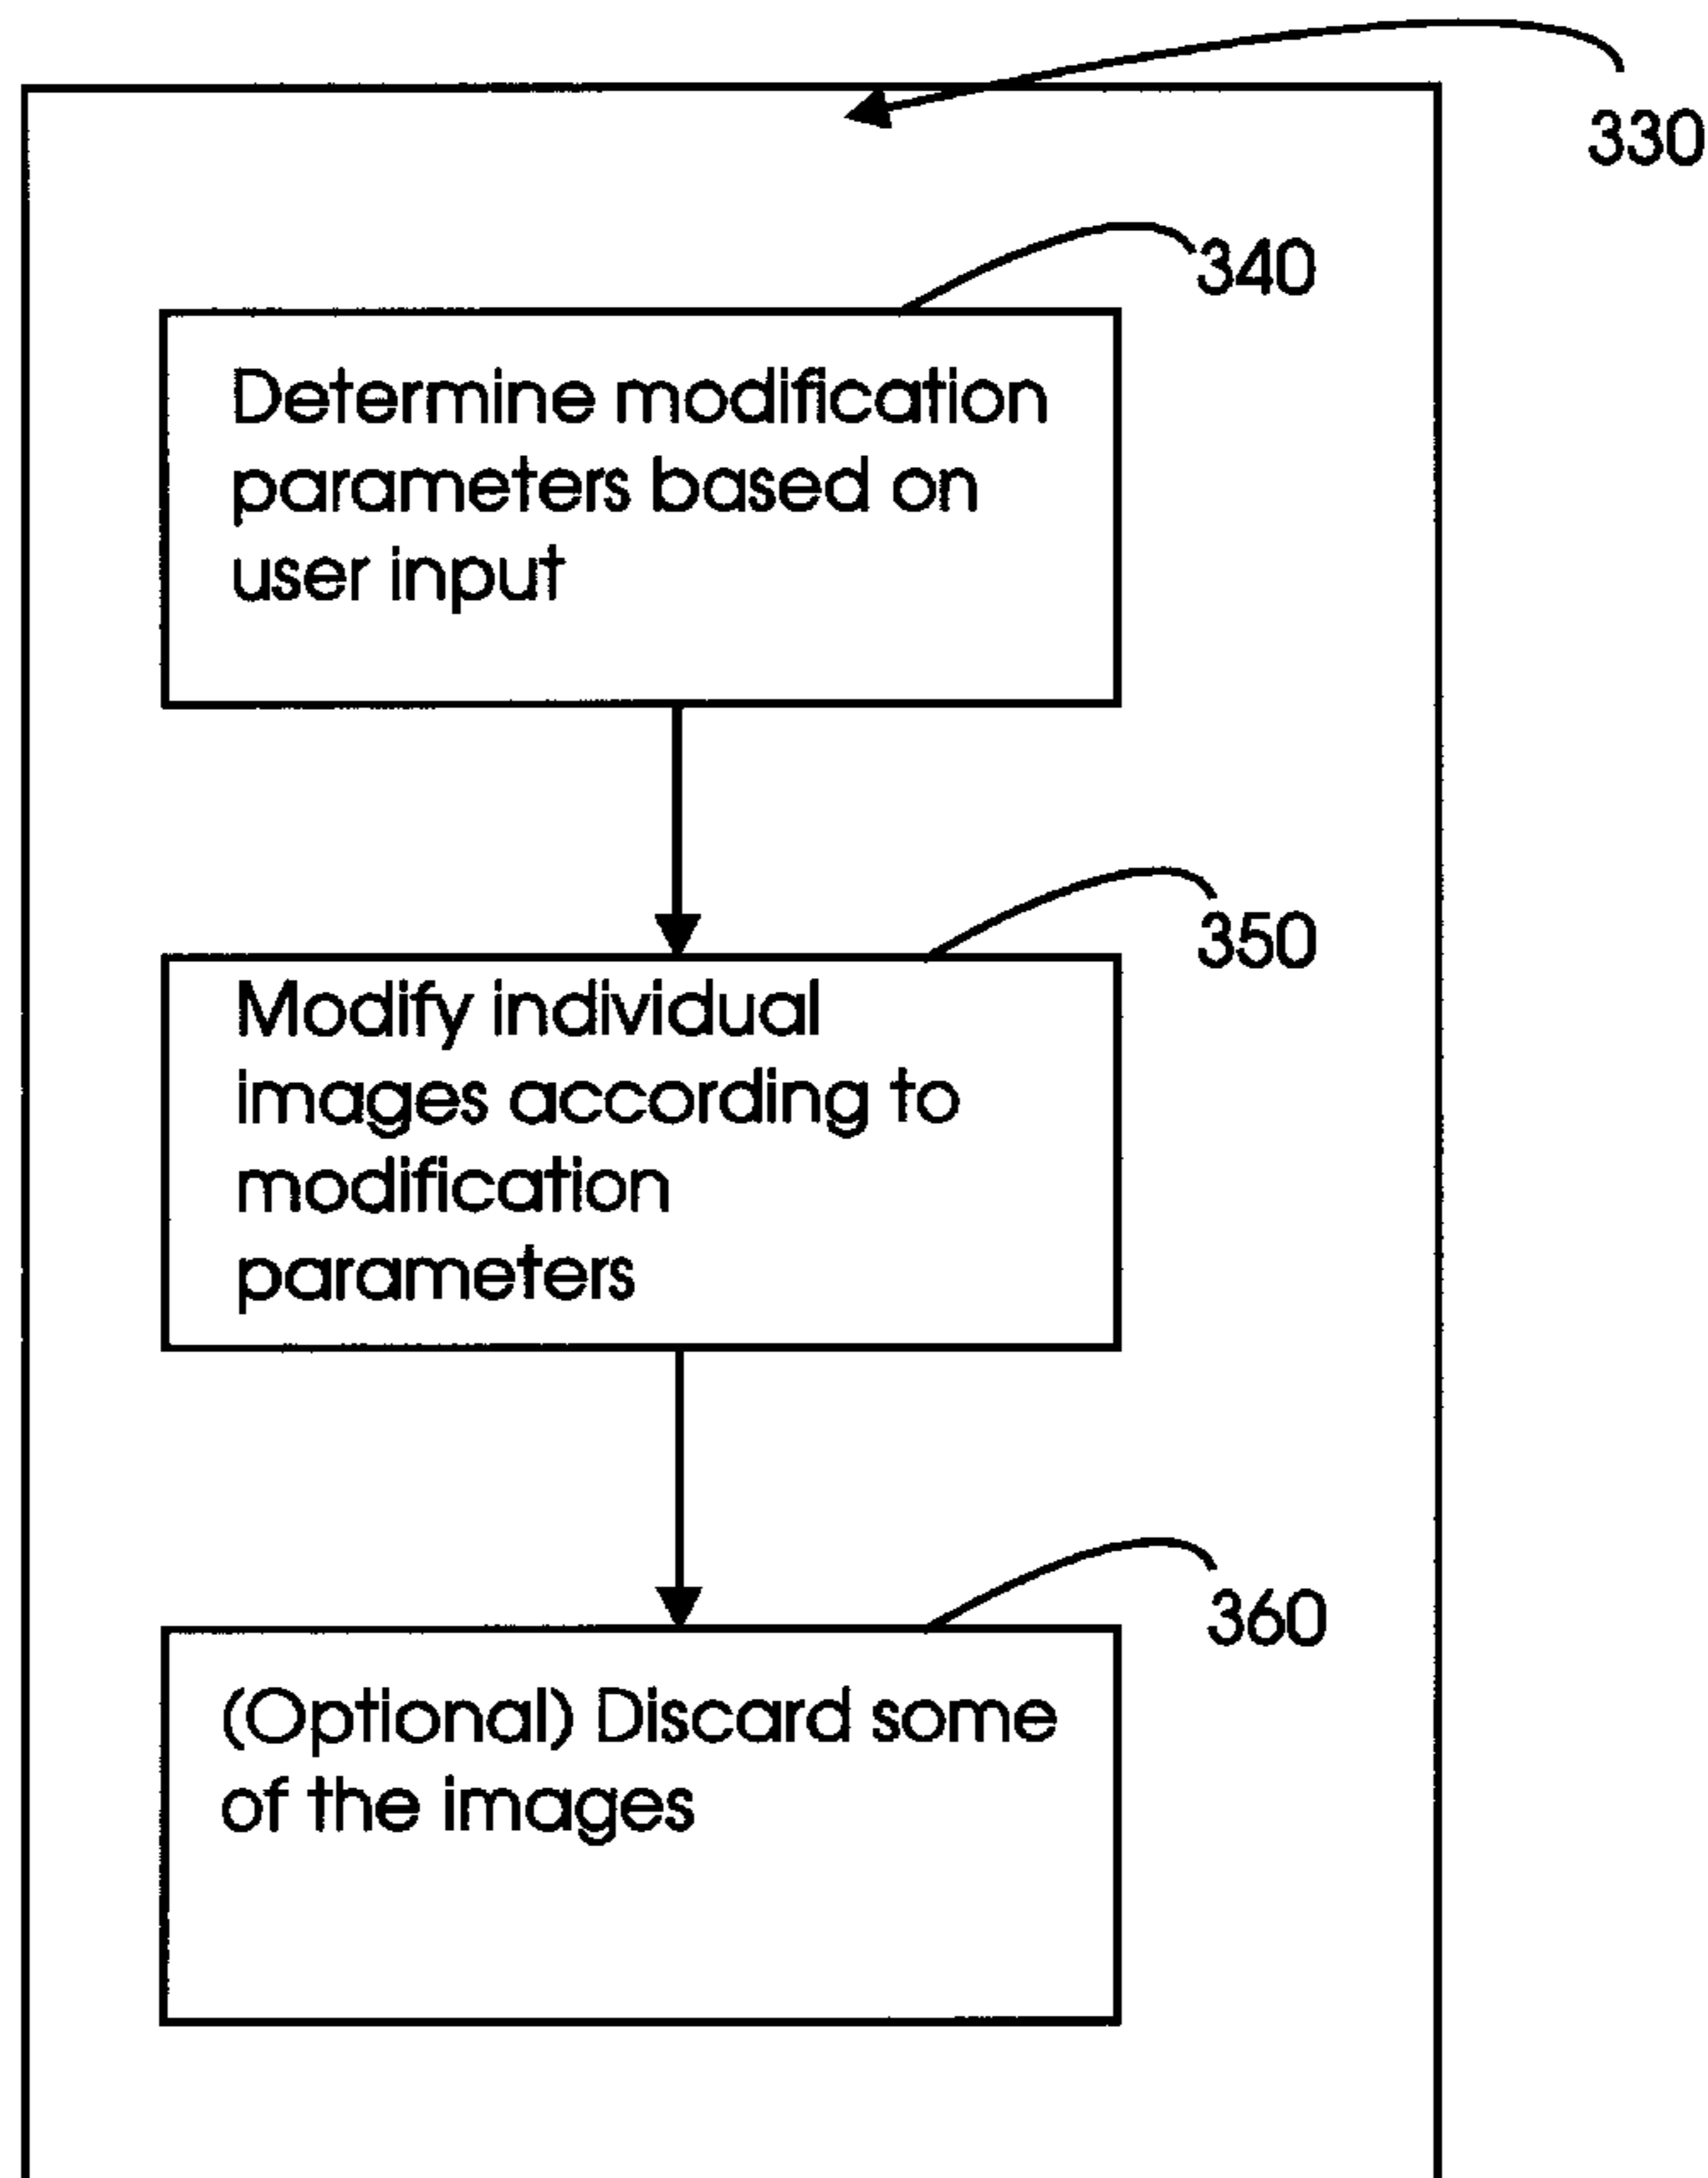 330
340
Determine modification
parameters based on
user input
350
Modify individual
images according to
modification
parameters
360
(Optional) Discard some
of the images